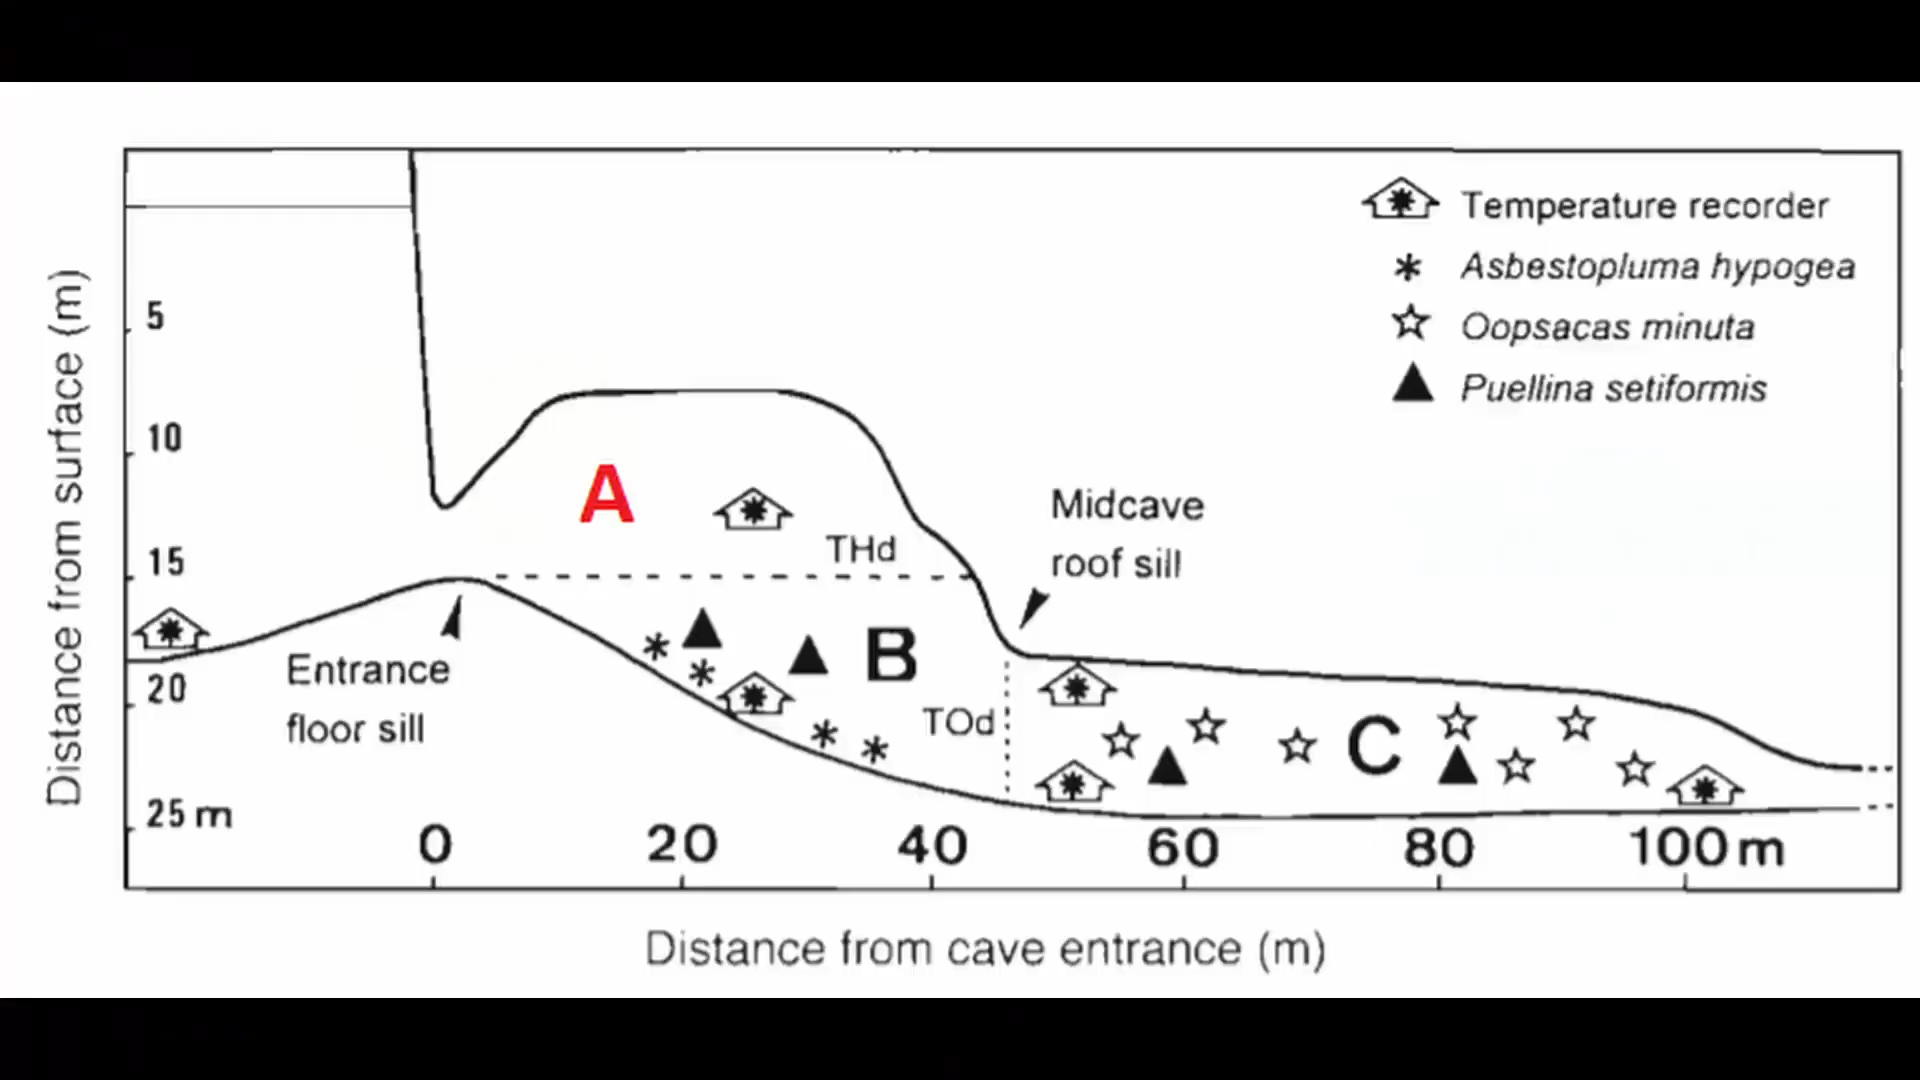 Temperature recorder
Asbestopluma hypogea
Oopsacas minuta
Puellina setiformis
Distance from surface (m)
5
10
15
20
25 m
A
THd
Midcave
roof sill
Entrance
floor sill
B
TOd
C
0 20 40 60 80 100 m
Distance from cave entrance (m)